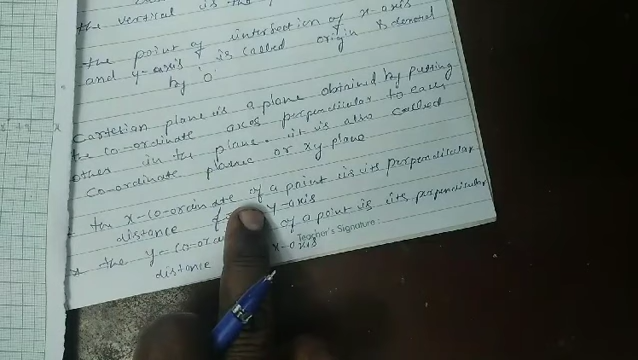 the vertical is the
the point of intersection of x-axis
and y-axis is called origin & denoted
by 'O'
Cartesian plane is a plane obtained by putting
the co-ordinate axes perpendicular to each
other in the plane. it is also called
co-ordinate plane or xy plane
the x-co-ordinate of a point is its perpendicular
distance y-axis
* the y-co-or of a point is its perpendicular
distance x-axis
Teacher's Signature: